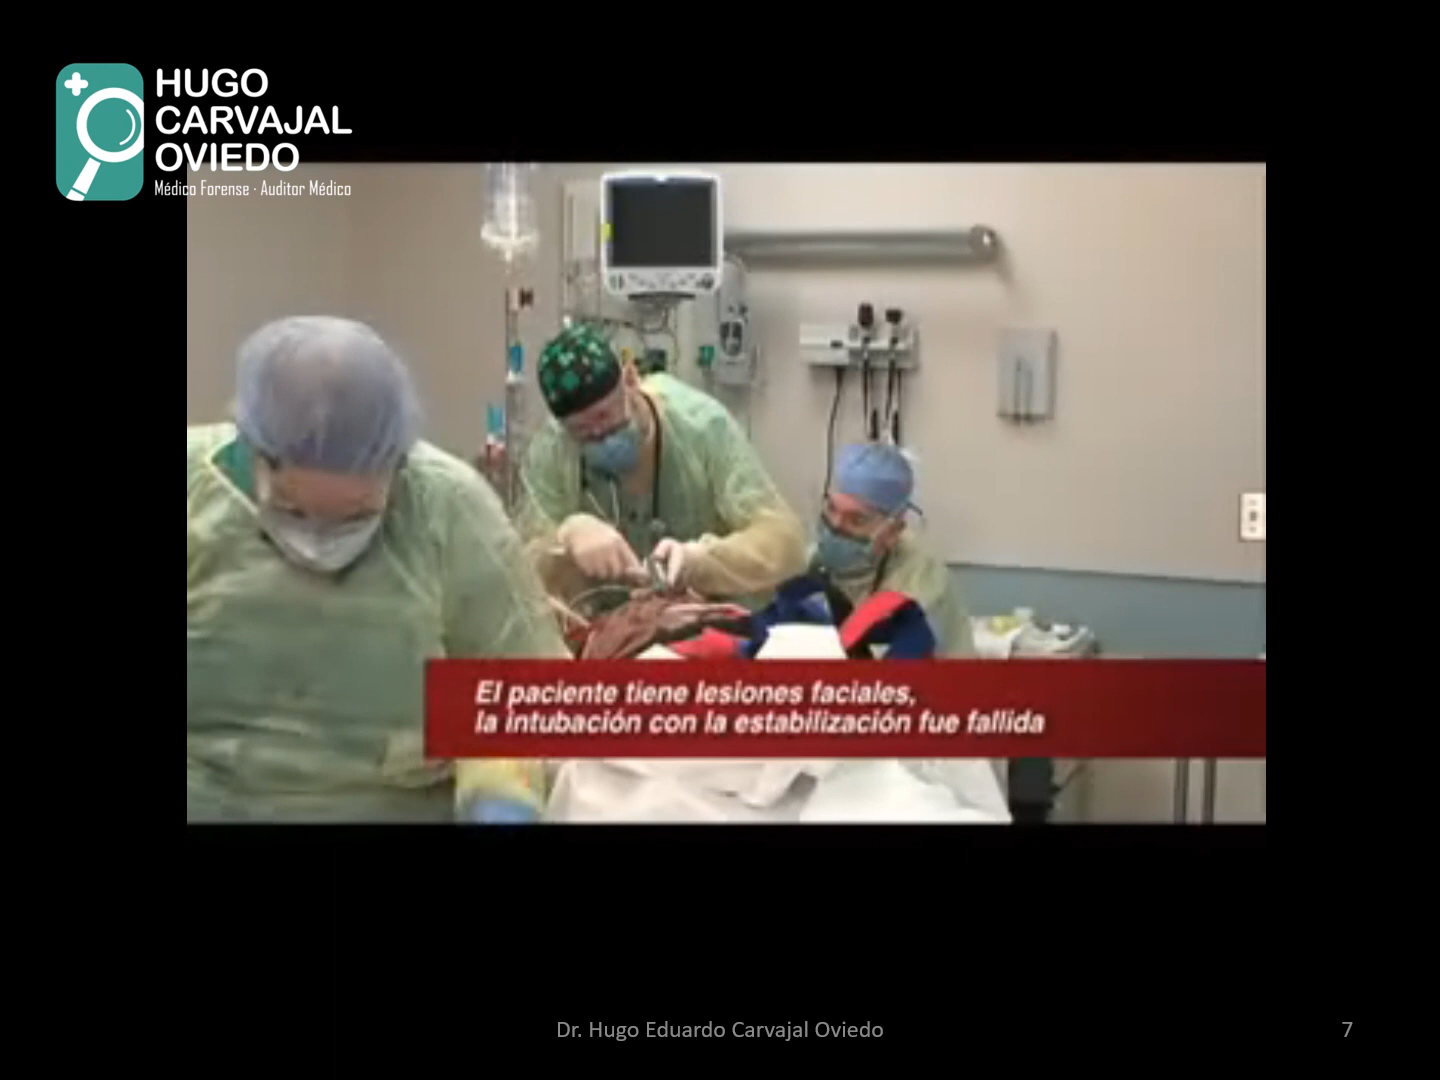 HUGO
CARVAJAL
OVIEDO
Médico Forense · Auditor Médico
El paciente tiene lesiones faciales,
la intubación con la estabilización fue fallida
Dr. Hugo Eduardo Carvajal Oviedo
7